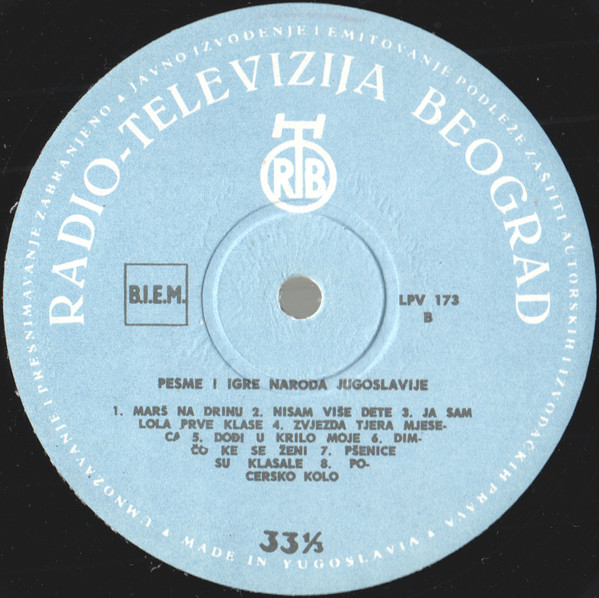 UMNOŽAVANJE I PRESNIMAVANJE ZABRANJENO ▲ JAVNO IZVOĐENJE I EMITOVANJE PODLEŽE ZAŠTITI AUTORSKIH I IZVOĐAČKIH PRAVA ▲
RADIO-TELEVIZIJA BEOGRAD
RTB
B.I.E.M.
LPV 173
B
PESME I IGRE NARODA JUGOSLAVIJE
1. MARŠ NA DRINU 2. NISAM VIŠE DETE 3. JA SAM
LOLA PRVE KLASE 4. ZVJEZDA TJERA MJESE-
CA 5. DOĐI U KRILO MOJE 6. DIM-
ČO KE SE ŽENI 7. PŠENICE
SU KLASALE 8. PO-
CERSKO KOLO
33⅓
MADE IN YUGOSLAVIA ▲